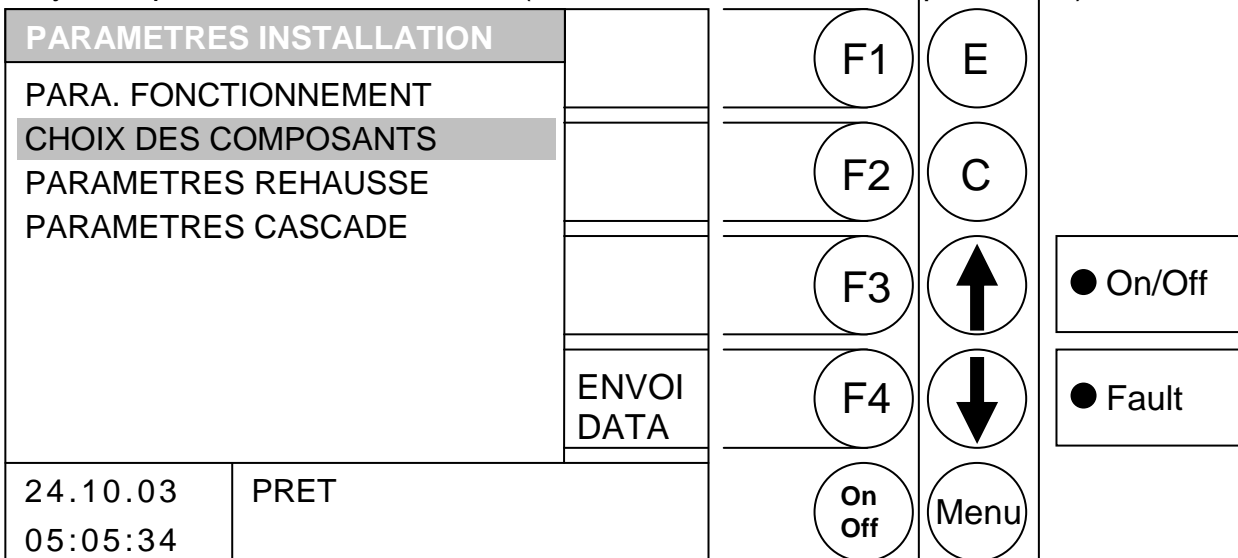 PARAMETRES INSTALLATION
PARA. FONCTIONNEMENT
CHOIX DES COMPOSANTS
PARAMETRES REHAUSSE
PARAMETRES CASCADE
ENVOI
DATA
24.10.03
PRET
05:05:34
F1
E
F2
C
F3
On/Off
F4
Fault
On
Off
Menu